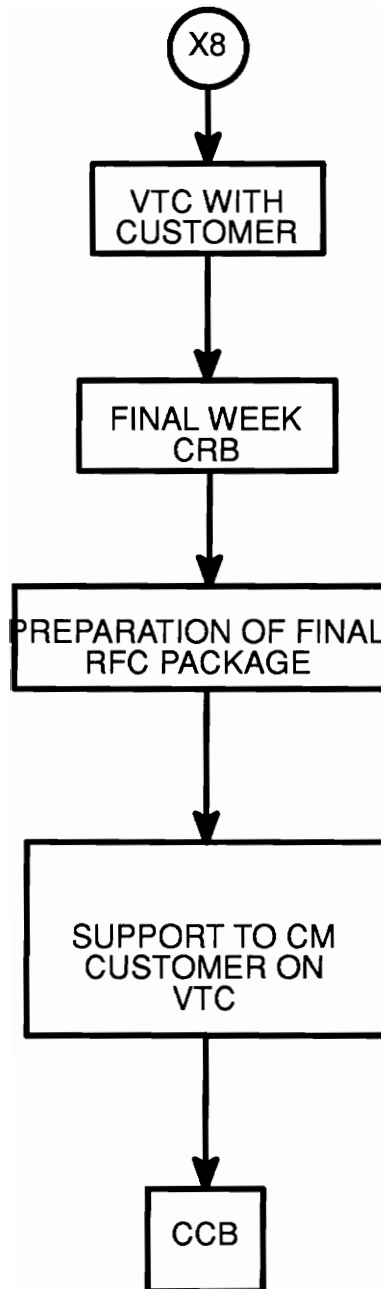 X8
VTC WITH
CUSTOMER
FINAL WEEK
CRB
PREPARATION OF FINAL
RFC PACKAGE
SUPPORT TO CM
CUSTOMER ON
VTC
CCB